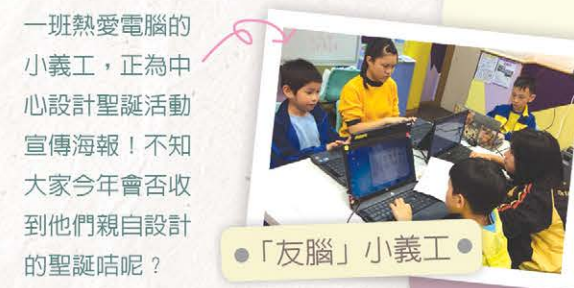 一班熱愛電腦的
小義工，正為中
心設計聖誕活動
宣傳海報！不知
大家今年會否收
到他們親自設計
的聖誕咭呢？
「友腦」小義工